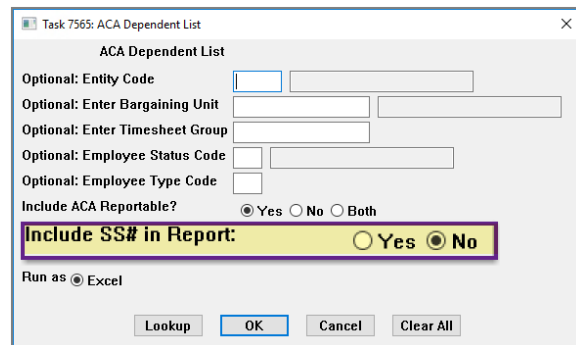 Task 7565: ACA Dependent List
ACA Dependent List
Optional: Entity Code
Optional: Enter Bargaining Unit
Optional: Enter Timesheet Group
Optional: Employee Status Code
Optional: Employee Type Code
Include ACA Reportable? Yes No Both
Include SS# in Report: Yes No
Run as Excel
Lookup OK Cancel Clear All